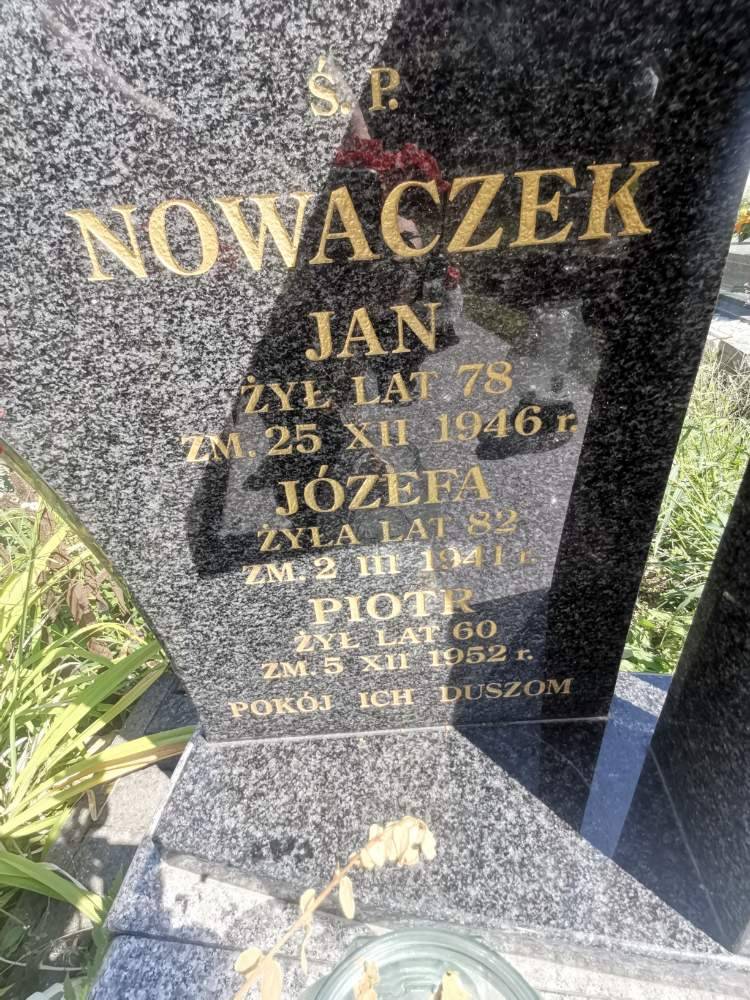 Ś. P.
NOWACZEK
JAN
ŻYŁ LAT 78
ZM. 25 XII 1946 r.
JÓZEFA
ŻYŁA LAT 82
ZM. 2 III 1941 r.
PIOTR
ŻYŁ LAT 60
ZM. 5 XII 1952 r.
POKÓJ ICH DUSZOM